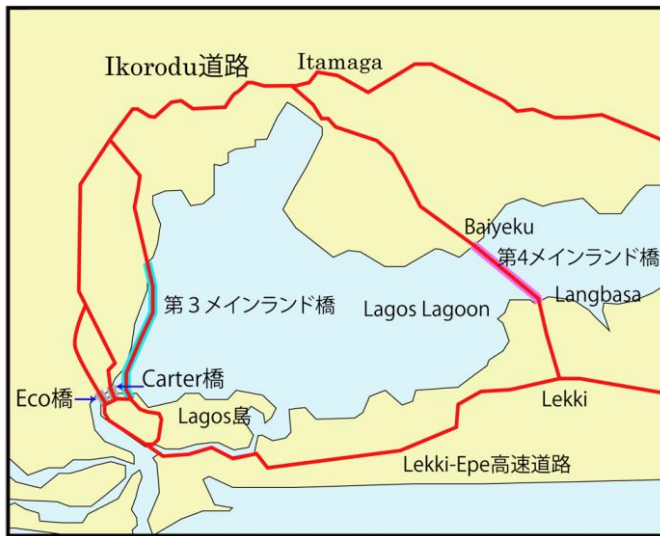 Ikorodu道路
Itamaga
Baiyeku
第4メインランド橋
第３メインランド橋
Lagos Lagoon
Langbasa
Carter橋
Eco橋
Lagos島
Lekki
Lekki-Epe高速道路